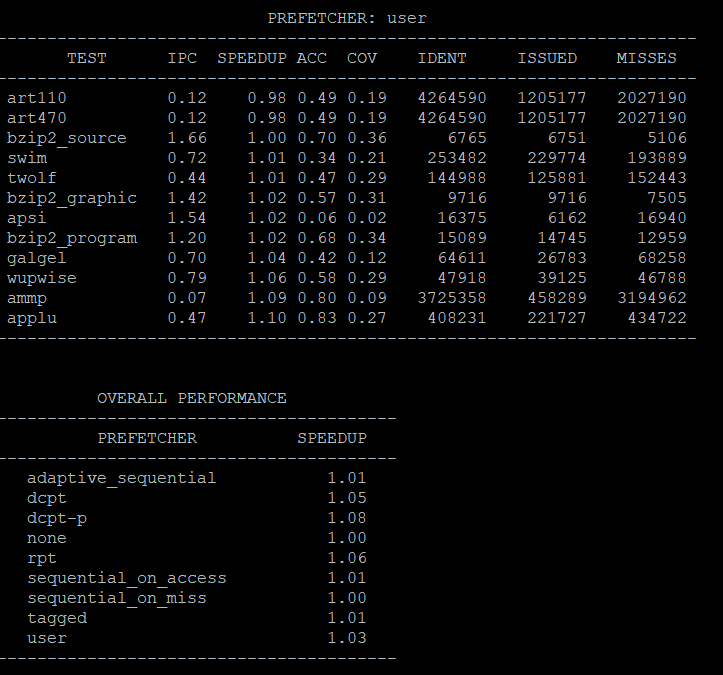 PREFETCHER: user
--------------------------------------------------------------------
TEST IPC SPEEDUP ACC COV IDENT ISSUED MISSES
--------------------------------------------------------------------
art110 0.12 0.98 0.49 0.19 4264590 1205177 2027190
art470 0.12 0.98 0.49 0.19 4264590 1205177 2027190
bzip2_source 1.66 1.00 0.70 0.36 6765 6751 5106
swim 0.72 1.01 0.34 0.21 253482 229774 193889
twolf 0.44 1.01 0.47 0.29 144988 125881 152443
bzip2_graphic 1.42 1.02 0.57 0.31 9716 9716 7505
apsi 1.54 1.02 0.06 0.02 16375 6162 16940
bzip2_program 1.20 1.02 0.68 0.34 15089 14745 12959
galgel 0.70 1.04 0.42 0.12 64611 26783 68258
wupwise 0.79 1.06 0.58 0.29 47918 39125 46788
ammp 0.07 1.09 0.80 0.09 3725358 458289 3194962
applu 0.47 1.10 0.83 0.27 408231 221727 434722
--------------------------------------------------------------------
OVERALL PERFORMANCE
----------------------------------------
PREFETCHER SPEEDUP
----------------------------------------
adaptive_sequential 1.01
dcpt 1.05
dcpt-p 1.08
none 1.00
rpt 1.06
sequential_on_access 1.01
sequential_on_miss 1.00
tagged 1.01
user 1.03
----------------------------------------